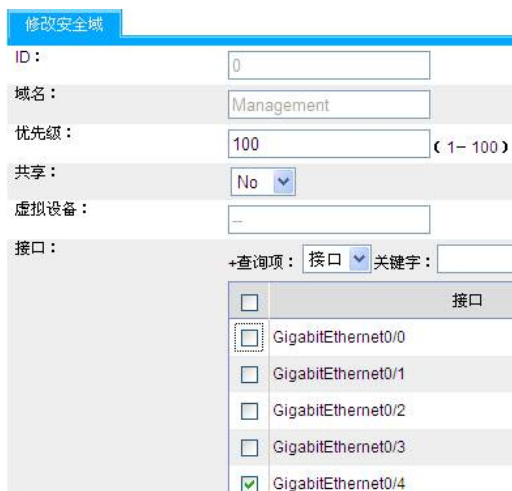 修改安全域
ID：
0
域名：
Management
优先级：
100
（1-100）
共享：
No
虚拟设备：
--
接口：
+查询项： 接口 关键字：
接口
GigabitEthernet0/0
GigabitEthernet0/1
GigabitEthernet0/2
GigabitEthernet0/3
GigabitEthernet0/4